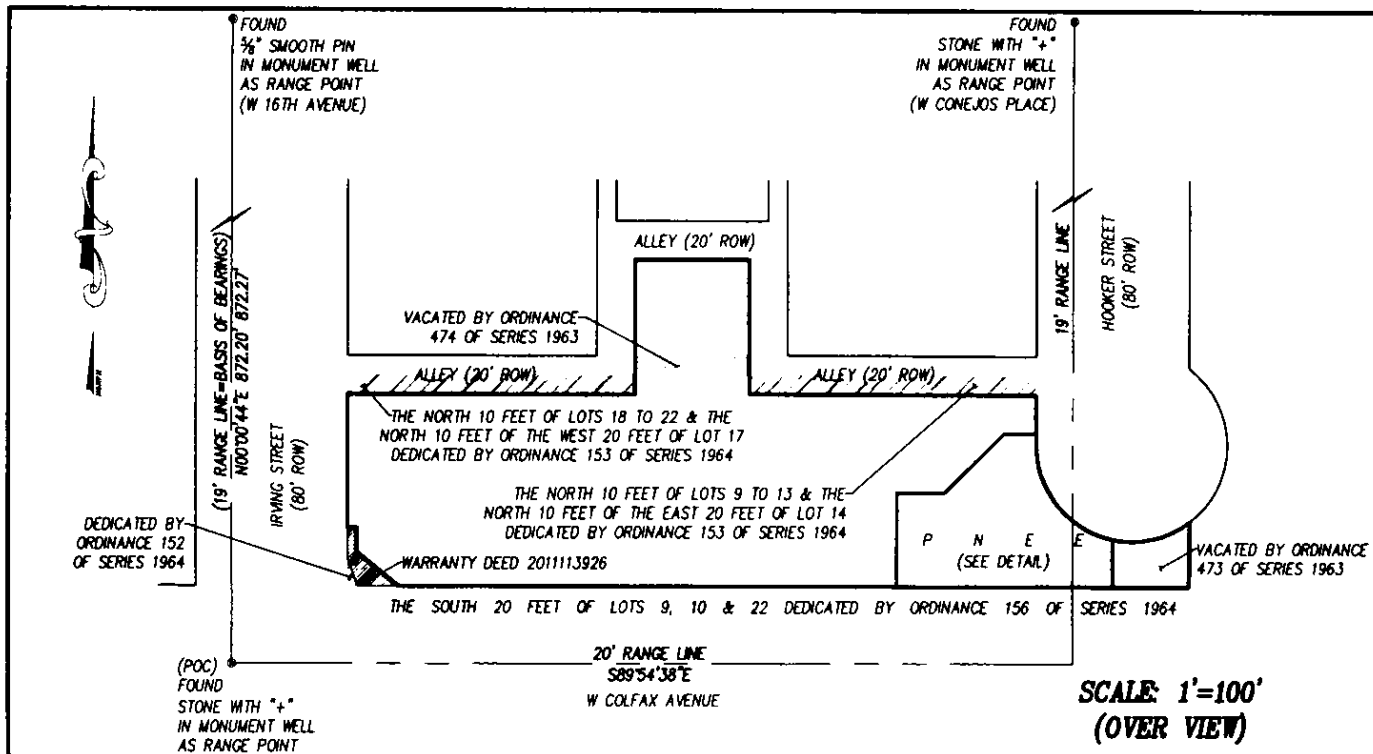 FOUND
⅝" SMOOTH PIN
IN MONUMENT WELL
AS RANGE POINT
(W 16TH AVENUE)
FOUND
STONE WITH "+"
IN MONUMENT WELL
AS RANGE POINT
(W CONEJOS PLACE)
ALLEY (20' ROW)
(19' RANGE LINE=BASIS OF BEARINGS)
N00°00'44"E 872.20' 872.27'
IRVING STREET
(80' ROW)
19' RANGE LINE
HOOKER STREET
(80' ROW)
VACATED BY ORDINANCE
474 OF SERIES 1963
ALLEY (20' ROW)
ALLEY (20' ROW)
THE NORTH 10 FEET OF LOTS 18 TO 22 & THE
NORTH 10 FEET OF THE WEST 20 FEET OF LOT 17
DEDICATED BY ORDINANCE 153 OF SERIES 1964
THE NORTH 10 FEET OF LOTS 9 TO 13 & THE
NORTH 10 FEET OF THE EAST 20 FEET OF LOT 14
DEDICATED BY ORDINANCE 153 OF SERIES 1964
DEDICATED BY
ORDINANCE 152
OF SERIES 1964
WARRANTY DEED 2011113926
P N E E
(SEE DETAIL)
VACATED BY ORDINANCE
473 OF SERIES 1963
THE SOUTH 20 FEET OF LOTS 9, 10 & 22 DEDICATED BY ORDINANCE 156 OF SERIES 1964
(POC)
FOUND
STONE WITH "+"
IN MONUMENT WELL
AS RANGE POINT
20' RANGE LINE
S89°54'38"E
W COLFAX AVENUE
SCALE: 1'=100'
(OVER VIEW)